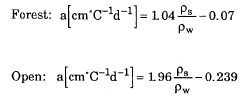 Forest: a[cm°C⁻¹d⁻¹] = 1.04 ρs/ρw − 0.07
Open: a[cm°C⁻¹d⁻¹] = 1.96 ρs/ρw − 0.239